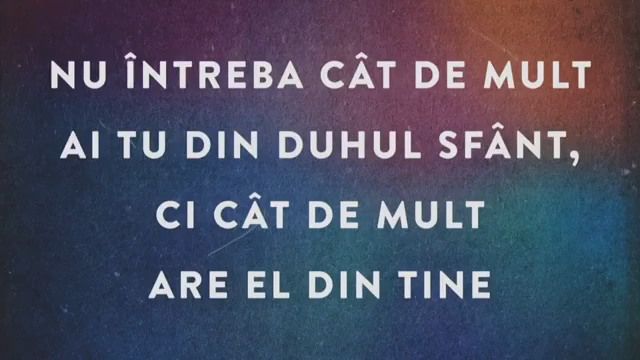 NU ÎNTREBA CÂT DE MULT
AI TU DIN DUHUL SFÂNT,
CI CÂT DE MULT
ARE EL DIN TINE